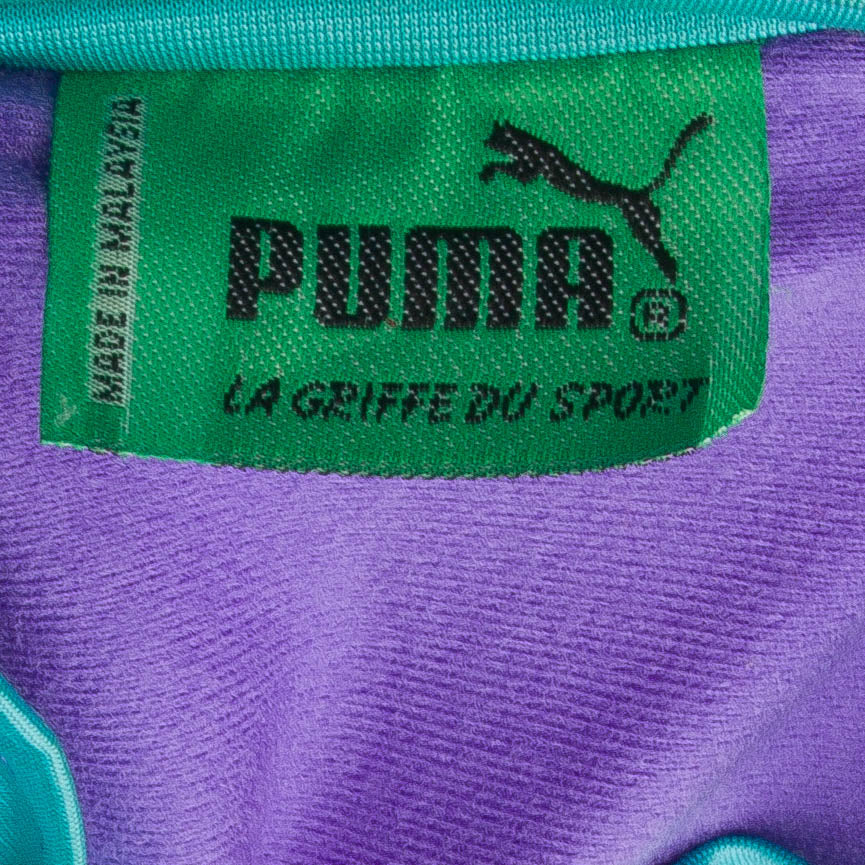 MADE IN MALAYSIA
PUMA®
LA GRIFFE DU SPORT